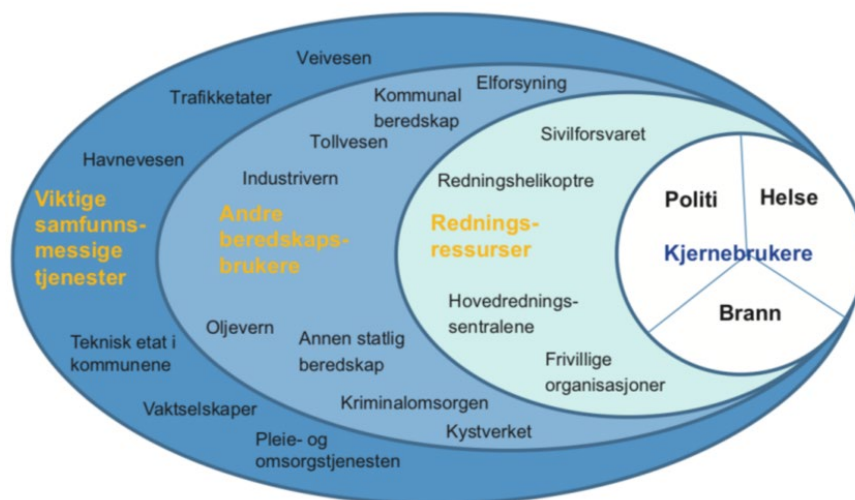 Veivesen
Trafikketater
Havnevesen
Viktige
samfunns-
messige
tjenester
Teknisk etat i
kommunene
Vaktselskaper
Pleie- og
omsorgstjenesten
Elforsyning
Kommunal
beredskap
Tollvesen
Industrivern
Andre
beredskaps-
brukere
Oljevern
Annen statlig
beredskap
Kriminalomsorgen
Kystverket
Sivilforsvaret
Redningshelikoptre
Rednings-
ressurser
Hovedrednings-
sentralene
Frivillige
organisasjoner
Politi
Helse
Kjernebrukere
Brann